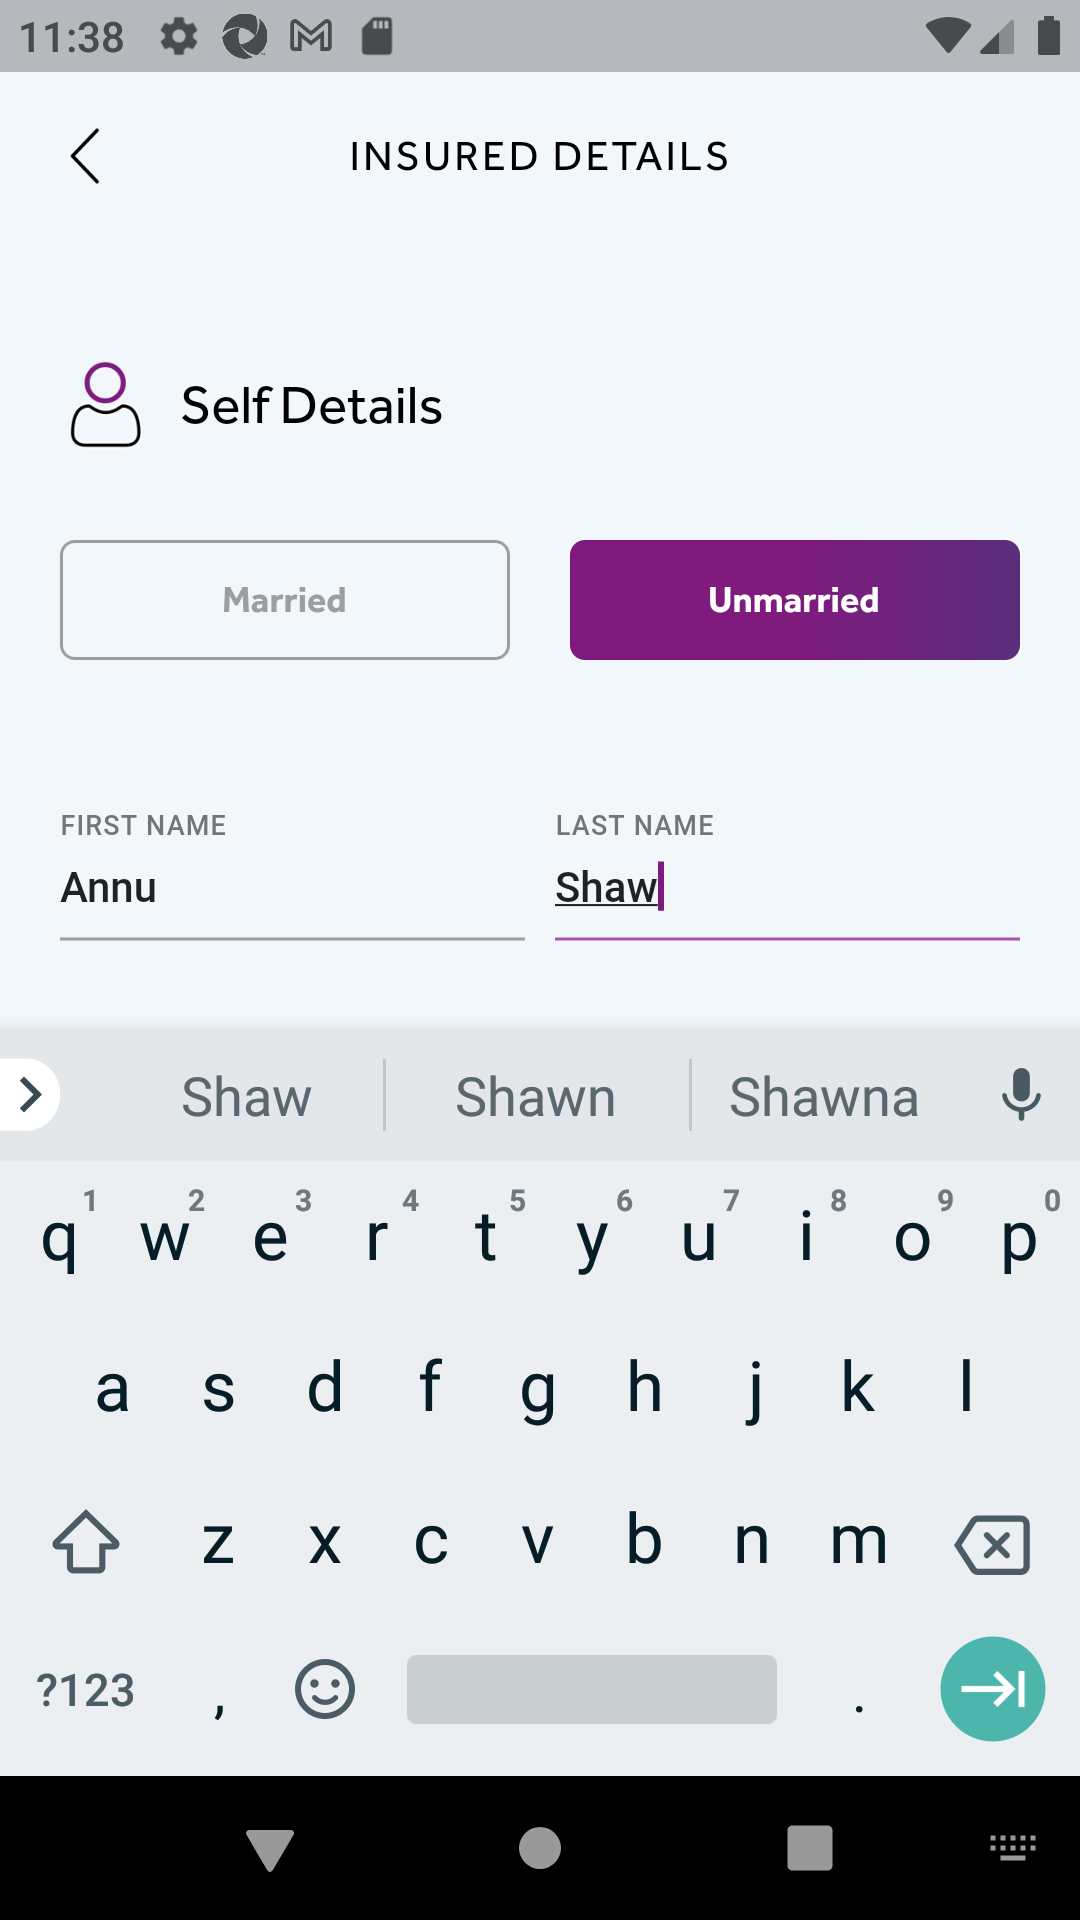 11:38
INSURED DETAILS
Self Details
Married Unmarried
FIRST NAME LAST NAME
Annu Shaw
Shaw Shawn Shawna
1 2 3 4 5 6 7 8 9 0
q w e r t y u i o p
a s d f g h j k l
z x c v b n m
?123 , .